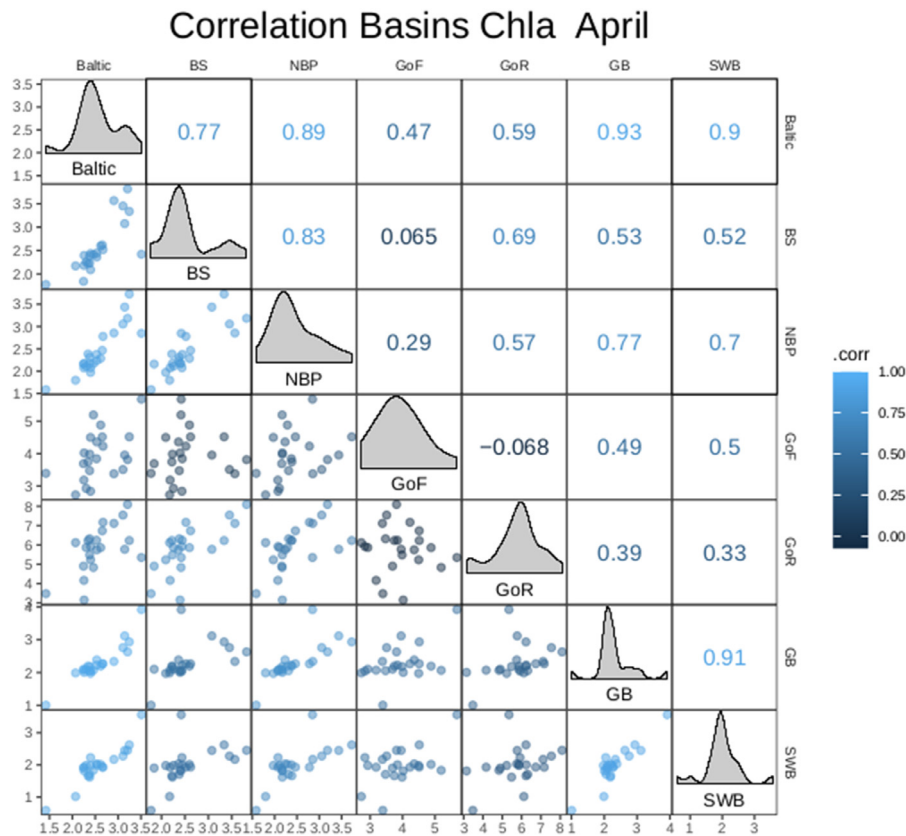 Correlation Basins Chla April
Baltic BS NBP GoF GoR GB SWB
3.5
3.0
2.5
2.0
1.5
Baltic
0.77 0.89 0.47 0.59 0.93 0.9
Baltic
3.5
3.0
2.5
2.0
BS
0.83 0.065 0.69 0.53 0.52
BS
3.5
3.0
2.5
2.0
1.5
NBP
0.29 0.57 0.77 0.7
NBP
5
4
3
GoF
−0.068 0.49 0.5
GoF
8
7
6
5
4
3
GoR
0.39 0.33
GoR
4
3
2
1
GB
0.91
GB
3
2
1
SWB
SWB
1.5 2.0 2.5 3.0 3.5 2.0 2.5 3.0 3.5 1.5 2.0 2.5 3.0 3.5 3 4 5 3 4 5 6 7 8 1 2 3 4 1 2 3
.corr
1.00
0.75
0.50
0.25
0.00